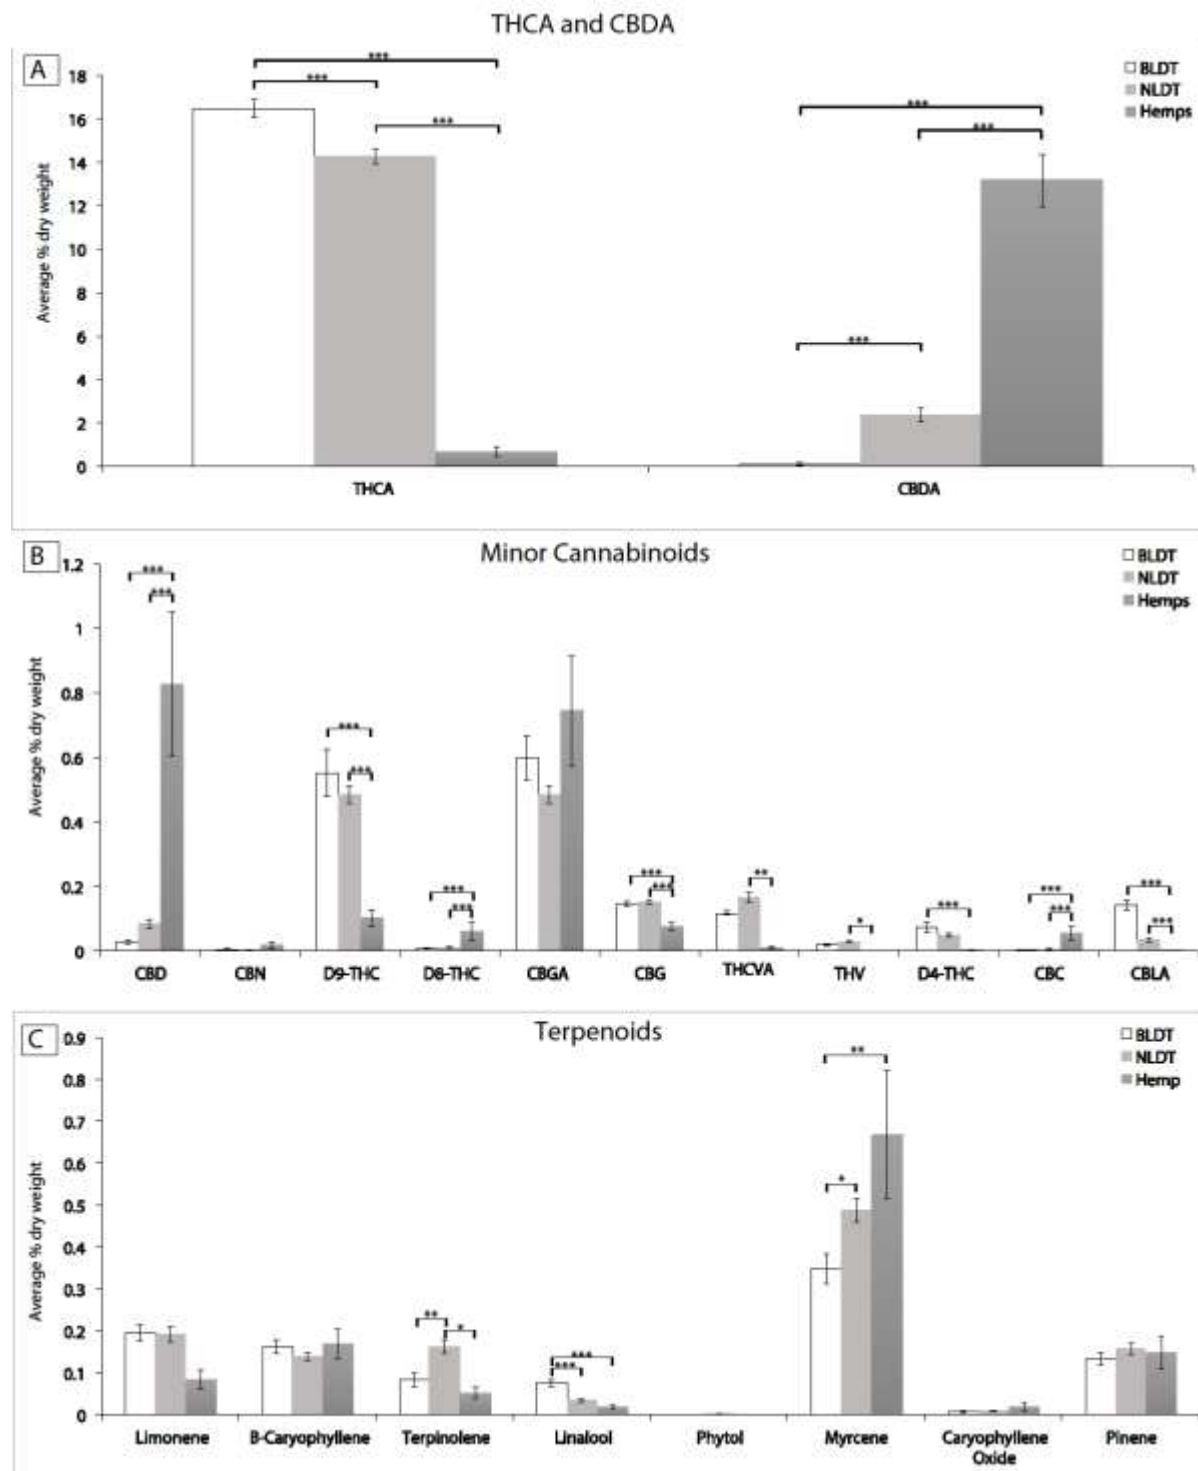 THCA and CBDA
A
BLDT
NLDT
Hemps
Average % dry weight
18
16
14
12
10
8
6
4
2
0
***
***
***
***
***
***
THCA
CBDA
B
Minor Cannabinoids
BLDT
NLDT
Hemps
Average % dry weight
1.2
1
0.8
0.6
0.4
0.2
0
***
***
***
***
***
***
***
***
**
*
***
***
***
***
***
CBD
CBN
D9-THC
D8-THC
CBGA
CBG
THCVA
THV
D4-THC
CBC
CBLA
C
Terpenoids
BLDT
NLDT
Hemp
Average % dry weight
0.9
0.8
0.7
0.6
0.5
0.4
0.3
0.2
0.1
0
**
*
***
***
**
*
Limonene
B-Caryophyllene
Terpinolene
Linalool
Phytol
Myrcene
Caryophyllene
Oxide
Pinene